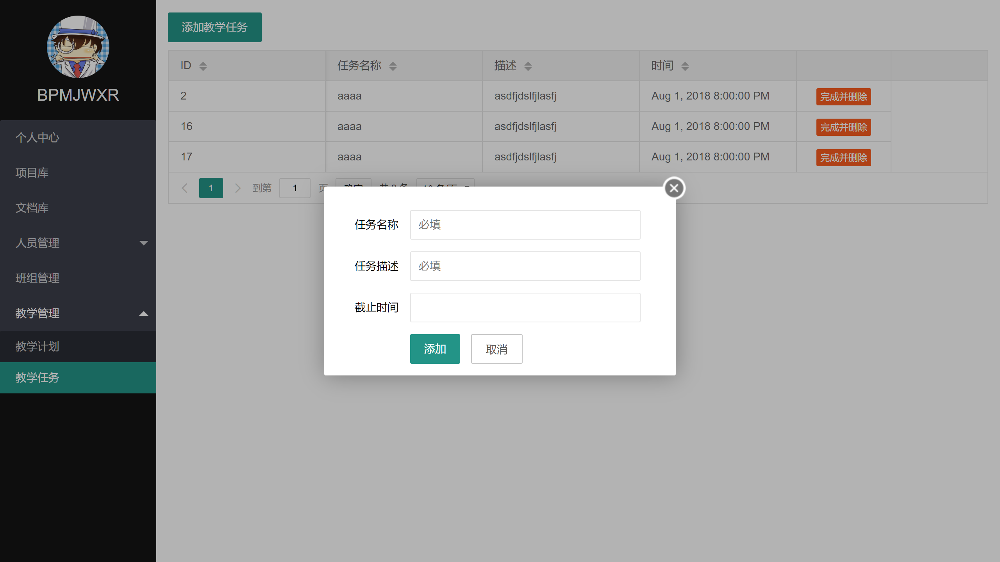 BPMJWXR
个人中心
项目库
文档库
人员管理
班组管理
教学管理
教学计划
教学任务
添加教学任务
ID 任务名称 描述 时间
2 aaaa asdfjdslfjlasfj Aug 1, 2018 8:00:00 PM 完成并删除
16 aaaa asdfjdslfjlasfj Aug 1, 2018 8:00:00 PM 完成并删除
17 aaaa asdfjdslfjlasfj Aug 1, 2018 8:00:00 PM 完成并删除
1 到第 1 页
任务名称 必填
任务描述 必填
截止时间
添加 取消